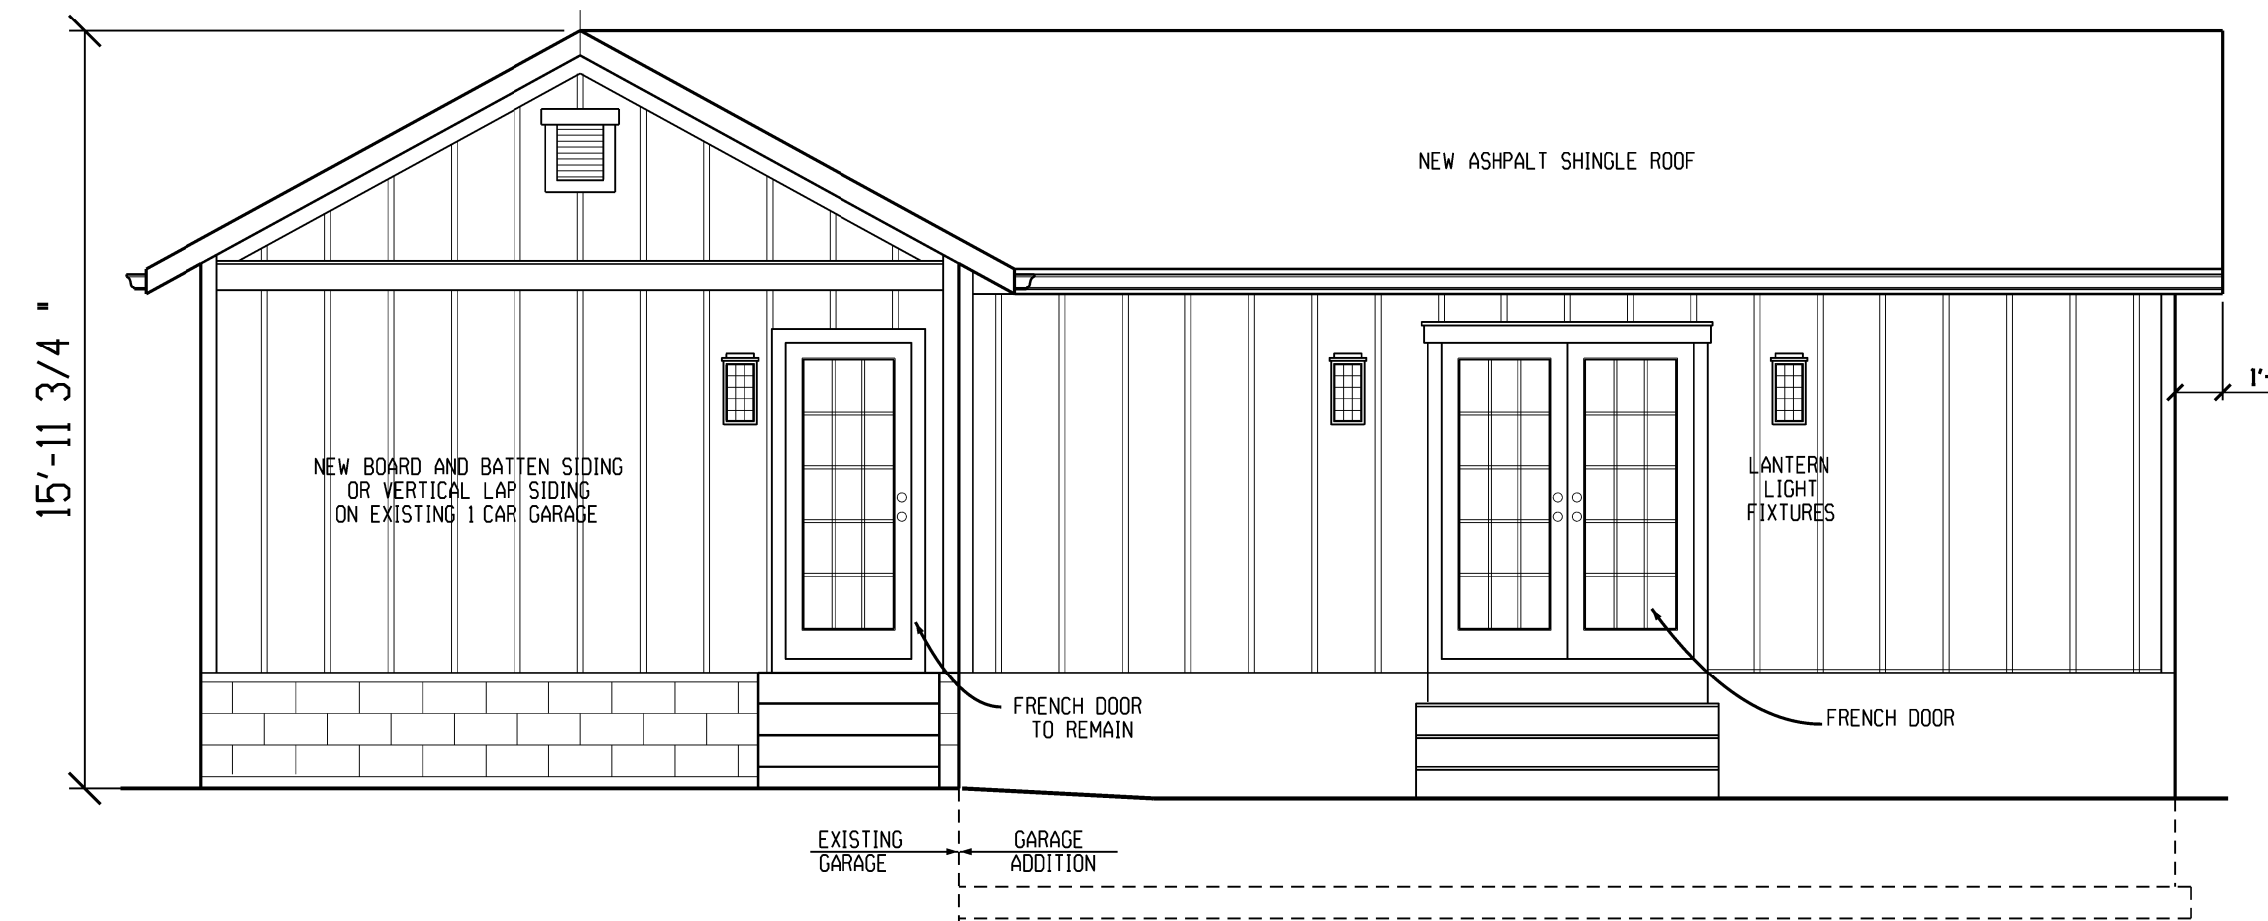 NEW ASHPALT SHINGLE ROOF
15'-11 3/4 "
1'-
NEW BOARD AND BATTEN SIDING
OR VERTICAL LAP SIDING
ON EXISTING 1 CAR GARAGE
LANTERN
LIGHT
FIXTURES
FRENCH DOOR
TO REMAIN
FRENCH DOOR
EXISTING
GARAGE
GARAGE
ADDITION